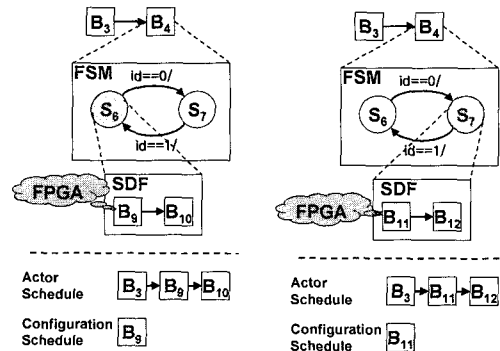 B3 B4
FSM
id==0/
S6 S7
id==1/
SDF
FPGA
B9 B10
Actor Schedule B3 B9 B10
Configuration Schedule B9
B3 B4
FSM
id==0/
S6 S7
id==1/
SDF
FPGA
B11 B12
Actor Schedule B3 B11 B12
Configuration Schedule B11